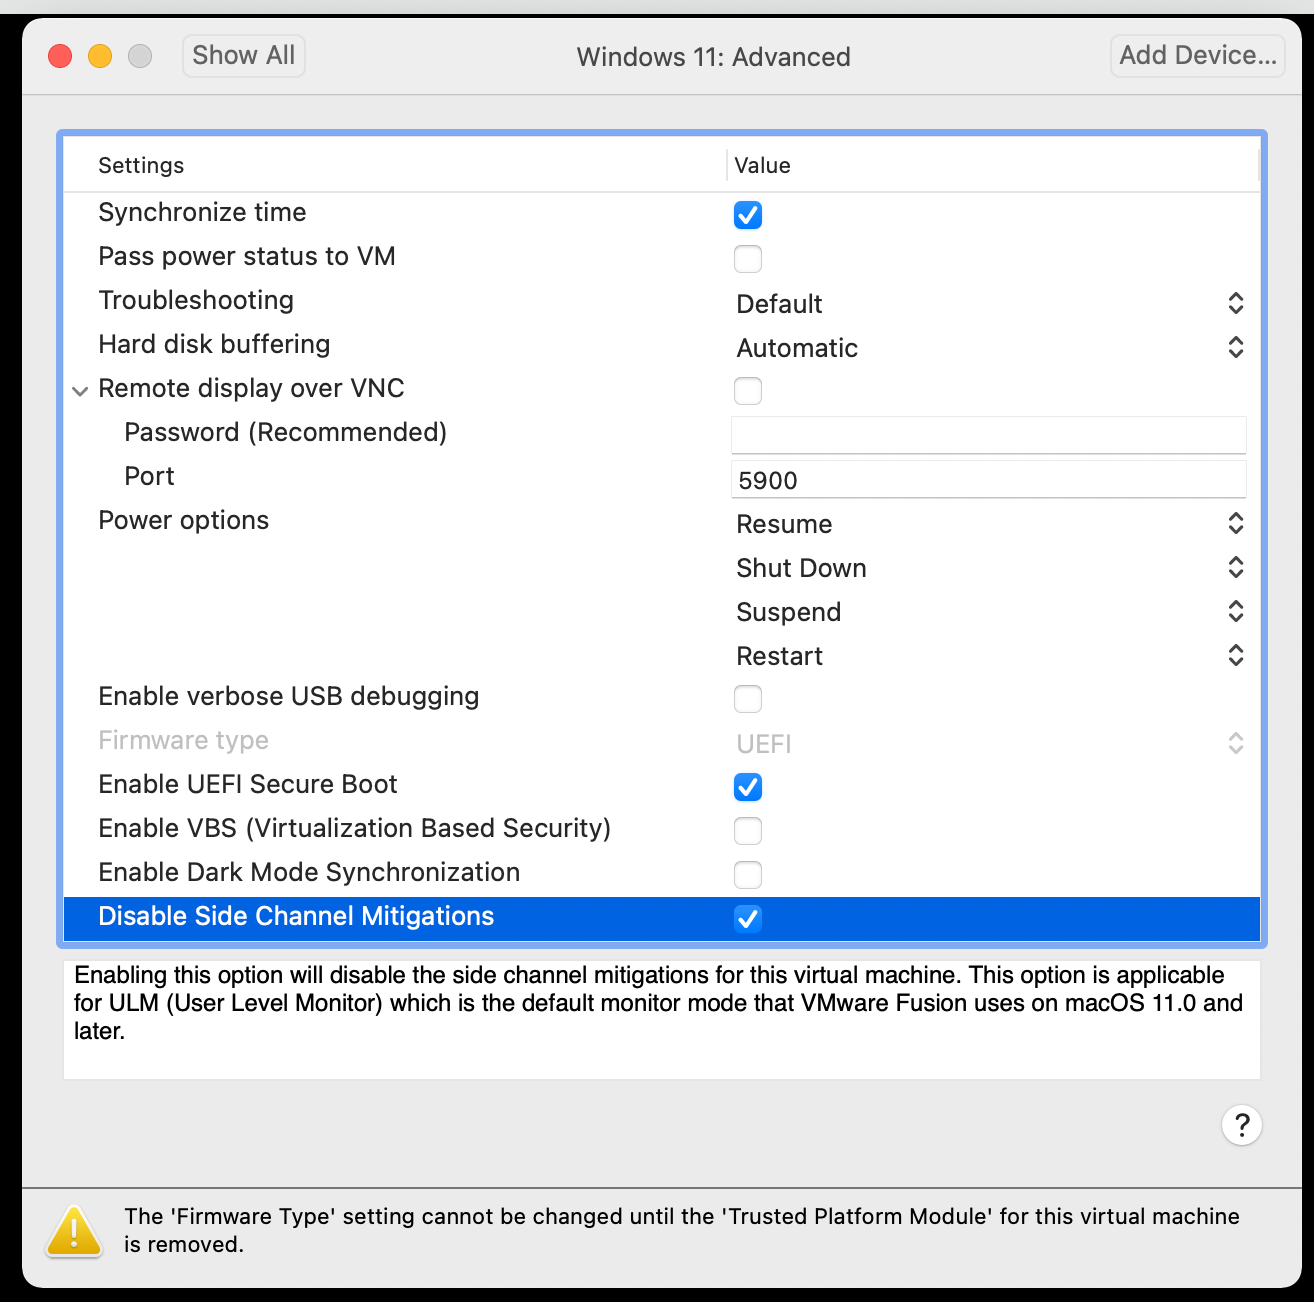 Show All
Windows 11: Advanced
Add Device...
Settings
Value
Synchronize time
Pass power status to VM
Troubleshooting
Default
Hard disk buffering
Automatic
Remote display over VNC
Password (Recommended)
Port
5900
Power options
Resume
Shut Down
Suspend
Restart
Enable verbose USB debugging
Firmware type
UEFI
Enable UEFI Secure Boot
Enable VBS (Virtualization Based Security)
Enable Dark Mode Synchronization
Disable Side Channel Mitigations
Enabling this option will disable the side channel mitigations for this virtual machine. This option is applicable
for ULM (User Level Monitor) which is the default monitor mode that VMware Fusion uses on macOS 11.0 and
later.
?
The 'Firmware Type' setting cannot be changed until the 'Trusted Platform Module' for this virtual machine
is removed.